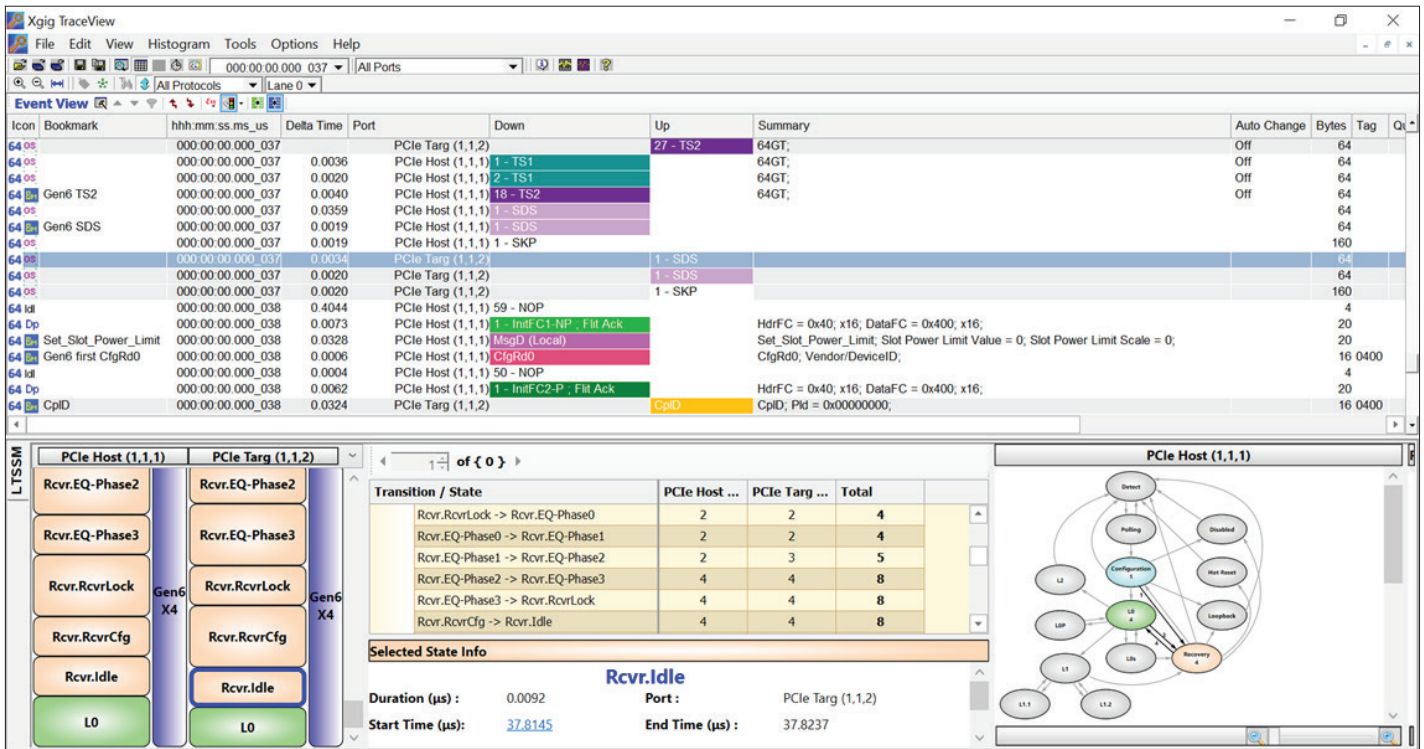 Xgig TraceView
File Edit View Histogram Tools Options Help
000:00:00.000 037 All Ports
All Protocols Lane 0
Event View
Icon Bookmark hhh:mm:ss.ms_us Delta Time Port Down Up Summary Auto Change Bytes Tag
64 OS 000:00:00.000_037 PCIe Targ (1,1,2) 27 - TS2 64GT; Off 64
64 OS 000:00:00.000_037 0.0036 PCIe Host (1,1,1) 1 - TS1 64GT; Off 64
64 OS 000:00:00.000_037 0.0020 PCIe Host (1,1,1) 2 - TS1 64GT; Off 64
64 BM Gen6 TS2 000:00:00.000_037 0.0040 PCIe Host (1,1,1) 18 - TS2 64GT; Off 64
64 OS 000:00:00.000_037 0.0359 PCIe Host (1,1,1) 1 - SDS 64
64 BM Gen6 SDS 000:00:00.000_037 0.0019 PCIe Host (1,1,1) 1 - SDS 64
64 OS 000:00:00.000_037 0.0019 PCIe Host (1,1,1) 1 - SKP 160
64 OS 000:00:00.000_037 0.0034 PCIe Targ (1,1,2) 1 - SDS 64
64 OS 000:00:00.000_037 0.0020 PCIe Targ (1,1,2) 1 - SDS 64
64 OS 000:00:00.000_037 0.0020 PCIe Targ (1,1,2) 1 - SKP 160
64 Idl 000:00:00.000_038 0.4044 PCIe Host (1,1,1) 59 - NOP 4
64 Dp 000:00:00.000_038 0.0073 PCIe Host (1,1,1) 1 - InitFC1-NP ; Flit Ack HdrFC = 0x40; x16; DataFC = 0x400; x16; 20
64 BM Set_Slot_Power_Limit 000:00:00.000_038 0.0328 PCIe Host (1,1,1) MsgD (Local) Set_Slot_Power_Limit; Slot Power Limit Value = 0; Slot Power Limit Scale = 0; 20
64 BM Gen6 first CfgRd0 000:00:00.000_038 0.0006 PCIe Host (1,1,1) CfgRd0 CfgRd0; Vendor/DeviceID; 16 0400
64 Idl 000:00:00.000_038 0.0004 PCIe Host (1,1,1) 50 - NOP 4
64 Dp 000:00:00.000_038 0.0062 PCIe Host (1,1,1) 1 - InitFC2-P ; Flit Ack HdrFC = 0x40; x16; DataFC = 0x400; x16; 20
64 BM CplD 000:00:00.000_038 0.0324 PCIe Targ (1,1,2) CplD CplD; Pld = 0x00000000; 16 0400
LTSSM
PCIe Host (1,1,1) PCIe Targ (1,1,2)
Rcvr.EQ-Phase2 Rcvr.EQ-Phase2
Rcvr.EQ-Phase3 Rcvr.EQ-Phase3
Rcvr.RcvrLock Rcvr.RcvrLock
Gen6 X4 Gen6 X4
Rcvr.RcvrCfg Rcvr.RcvrCfg
Rcvr.Idle Rcvr.Idle
L0 L0
1 of { 0 }
Transition / State PCIe Host ... PCIe Targ ... Total
Rcvr.RcvrLock -> Rcvr.EQ-Phase0 2 2 4
Rcvr.EQ-Phase0 -> Rcvr.EQ-Phase1 2 2 4
Rcvr.EQ-Phase1 -> Rcvr.EQ-Phase2 2 3 5
Rcvr.EQ-Phase2 -> Rcvr.EQ-Phase3 4 4 8
Rcvr.EQ-Phase3 -> Rcvr.RcvrLock 4 4 8
Rcvr.RcvrCfg -> Rcvr.Idle 4 4 8
Selected State Info
Rcvr.Idle
Duration (µs) : 0.0092 Port : PCIe Targ (1,1,2)
Start Time (µs): 37.8145 End Time (µs) : 37.8237
PCIe Host (1,1,1)
Detect
Polling Disabled
Configuration
Hot Reset
L2
L0
4
Loopback
L0P
L0s
Recovery
4
L1
L1.1 L1.2